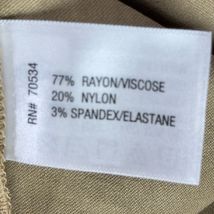 RN# 70534
77% RAYON/VISCOSE
20% NYLON
3% SPANDEX/ELASTANE